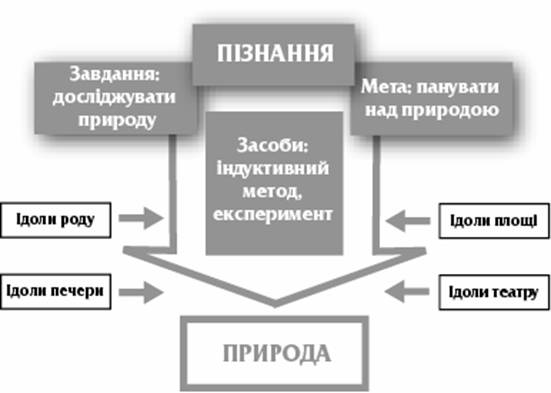 ПІЗНАННЯ
Завдання:
досліджувати
природу
Мета: панувати
над природою
Засоби:
індуктивний
метод,
експеримент
Ідоли роду
Ідоли площі
Ідоли печери
Ідоли театру
ПРИРОДА